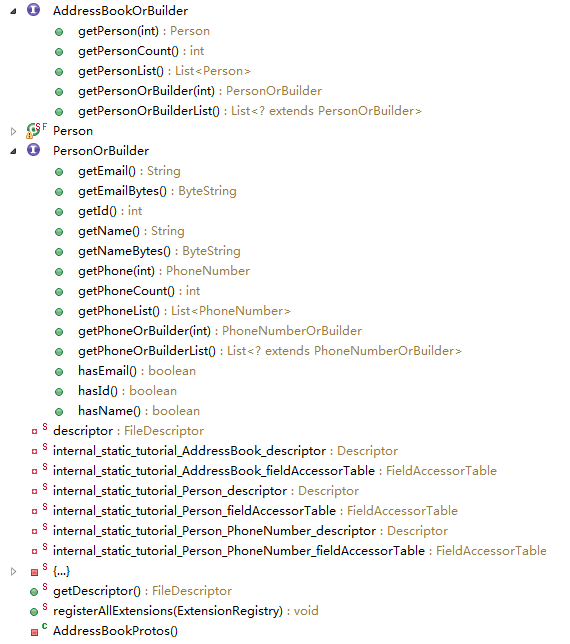 AddressBookOrBuilder
getPerson(int) : Person
getPersonCount() : int
getPersonList() : List<Person>
getPersonOrBuilder(int) : PersonOrBuilder
getPersonOrBuilderList() : List<? extends PersonOrBuilder>
Person
PersonOrBuilder
getEmail() : String
getEmailBytes() : ByteString
getId() : int
getName() : String
getNameBytes() : ByteString
getPhone(int) : PhoneNumber
getPhoneCount() : int
getPhoneList() : List<PhoneNumber>
getPhoneOrBuilder(int) : PhoneNumberOrBuilder
getPhoneOrBuilderList() : List<? extends PhoneNumberOrBuilder>
hasEmail() : boolean
hasId() : boolean
hasName() : boolean
descriptor : FileDescriptor
internal_static_tutorial_AddressBook_descriptor : Descriptor
internal_static_tutorial_AddressBook_fieldAccessorTable : FieldAccessorTable
internal_static_tutorial_Person_descriptor : Descriptor
internal_static_tutorial_Person_fieldAccessorTable : FieldAccessorTable
internal_static_tutorial_Person_PhoneNumber_descriptor : Descriptor
internal_static_tutorial_Person_PhoneNumber_fieldAccessorTable : FieldAccessorTable
{...}
getDescriptor() : FileDescriptor
registerAllExtensions(ExtensionRegistry) : void
AddressBookProtos()